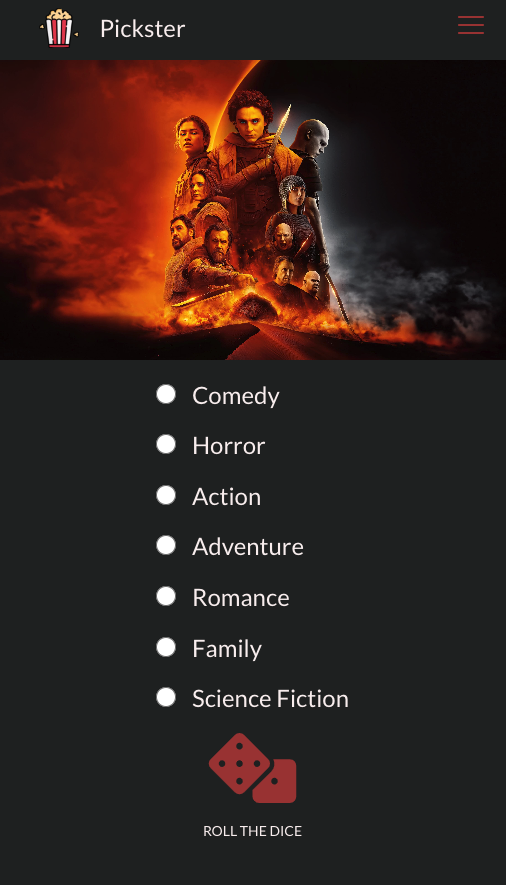 Pickster
Comedy
Horror
Action
Adventure
Romance
Family
Science Fiction
ROLL THE DICE